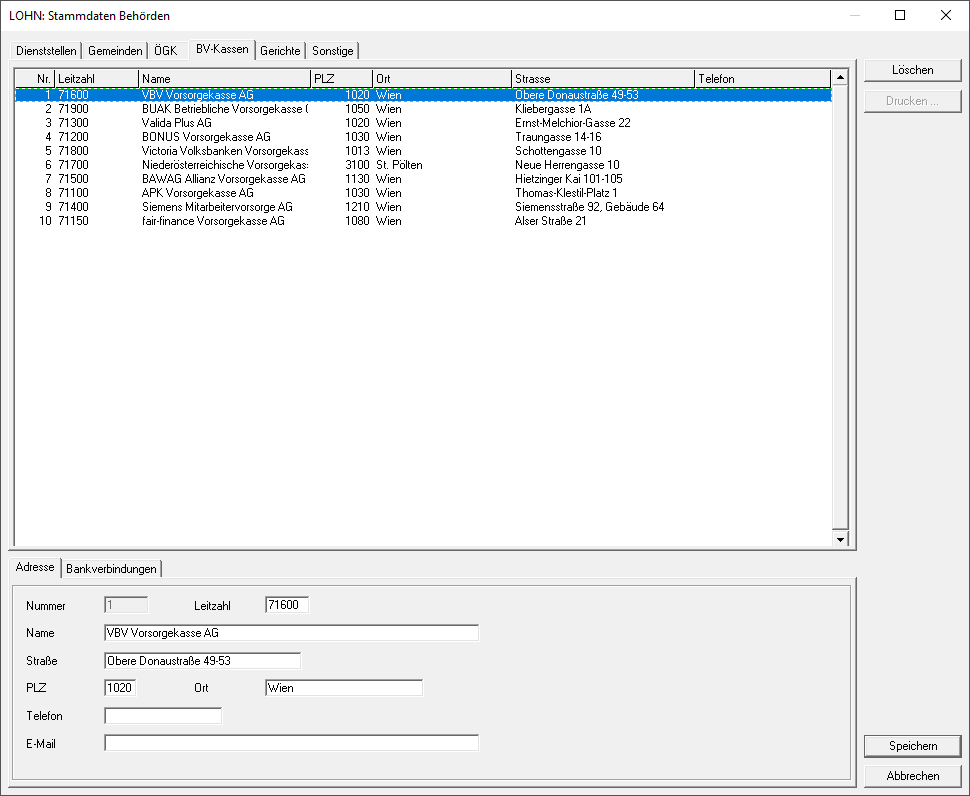 LOHN: Stammdaten Behörden
Dienststellen Gemeinden ÖGK BV-Kassen Gerichte Sonstige
Nr. Leitzahl Name PLZ Ort Strasse Telefon
1 71600 VBV Vorsorgekasse AG 1020 Wien Obere Donaustraße 49-53
2 71900 BUAK Betriebliche Vorsorgekasse 1050 Wien Kliebergasse 1A
3 71300 Valida Plus AG 1020 Wien Ernst-Melchior-Gasse 22
4 71200 BONUS Vorsorgekasse AG 1030 Wien Traungasse 14-16
5 71800 Victoria Volksbanken Vorsorgekass 1013 Wien Schottengasse 10
6 71700 Niederösterreichische Vorsorgekas 3100 St. Pölten Neue Herrengasse 10
7 71500 BAWAG Allianz Vorsorgekasse AG 1130 Wien Hietzinger Kai 101-105
8 71100 APK Vorsorgekasse AG 1030 Wien Thomas-Klestil-Platz 1
9 71400 Siemens Mitarbeitervorsorge AG 1210 Wien Siemensstraße 92, Gebäude 64
10 71150 fair-finance Vorsorgekasse AG 1080 Wien Alser Straße 21
Löschen
Drucken ...
Adresse Bankverbindungen
Nummer 1 Leitzahl 71600
Name VBV Vorsorgekasse AG
Straße Obere Donaustraße 49-53
PLZ 1020 Ort Wien
Telefon
E-Mail
Speichern
Abbrechen